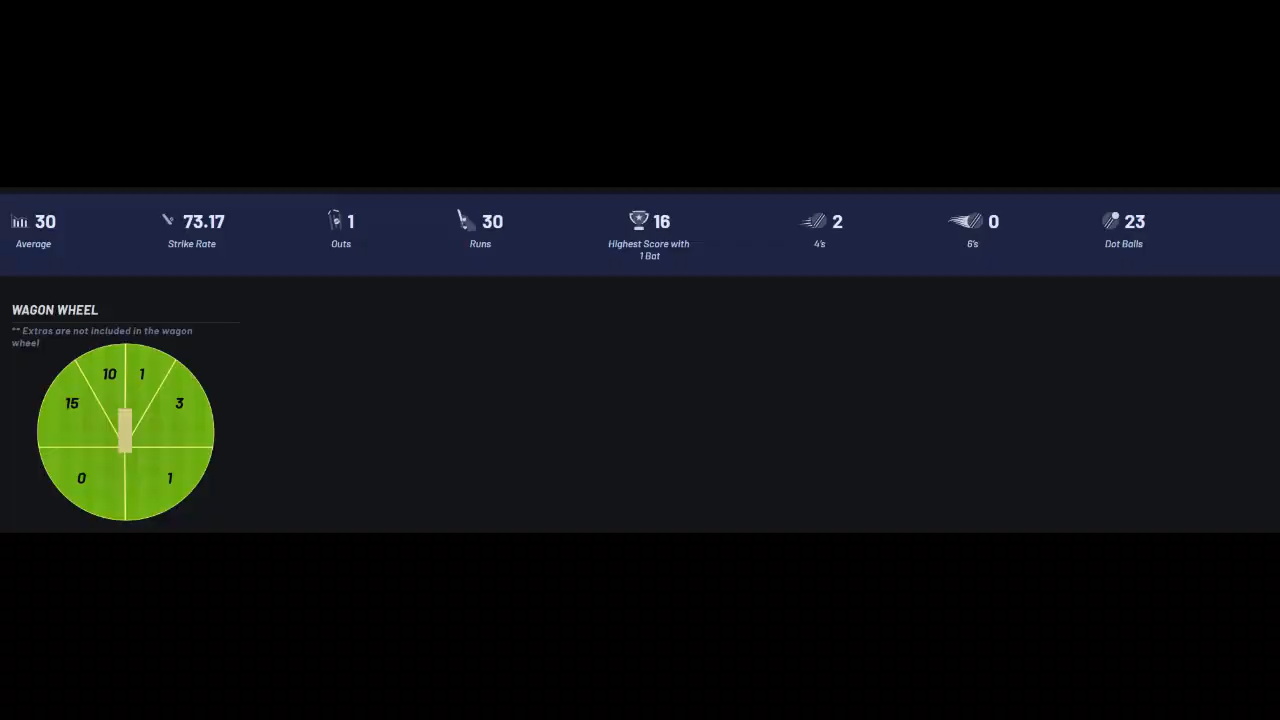 30 73.17 1 30 16 2 0 23
Average Strike Rate Outs Runs Highest Score with 4's 6's Dot Balls
1 Bat
WAGON WHEEL
** Extras are not included in the wagon
wheel
10 1
15 3
0 1